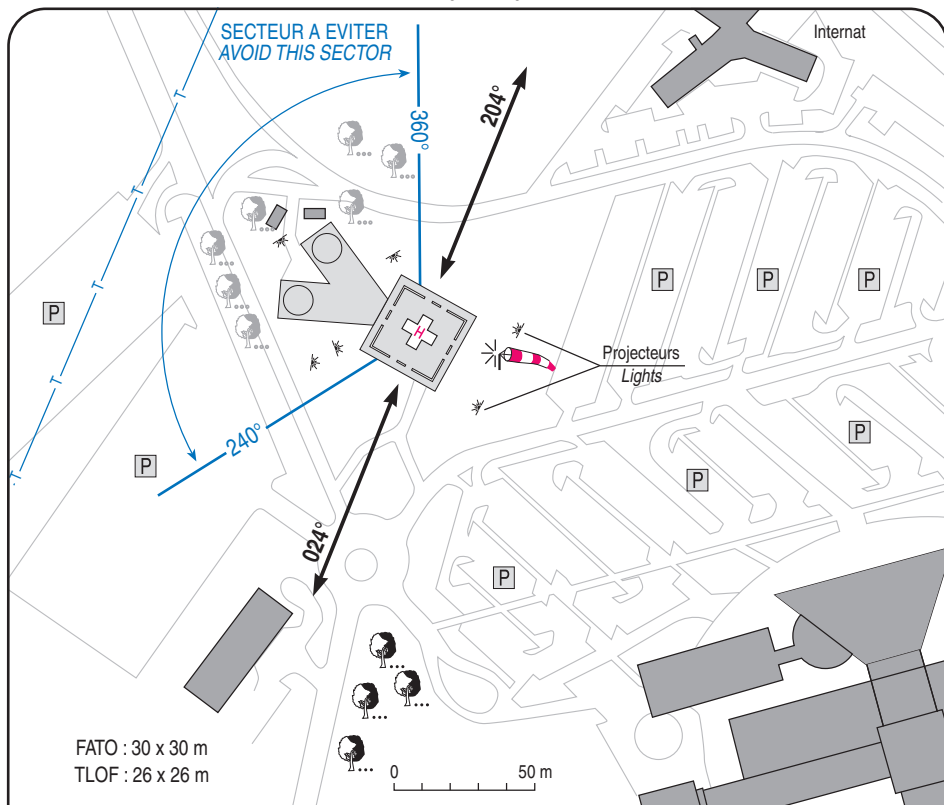 SECTEUR A EVITER
AVOID THIS SECTOR
Internat
T
204°
360°
T
T
P
P
P
P
H
Projecteurs
Lights
T
240°
P
P
T
P
024°
P
FATO : 30 x 30 m
TLOF : 26 x 26 m
0 50 m